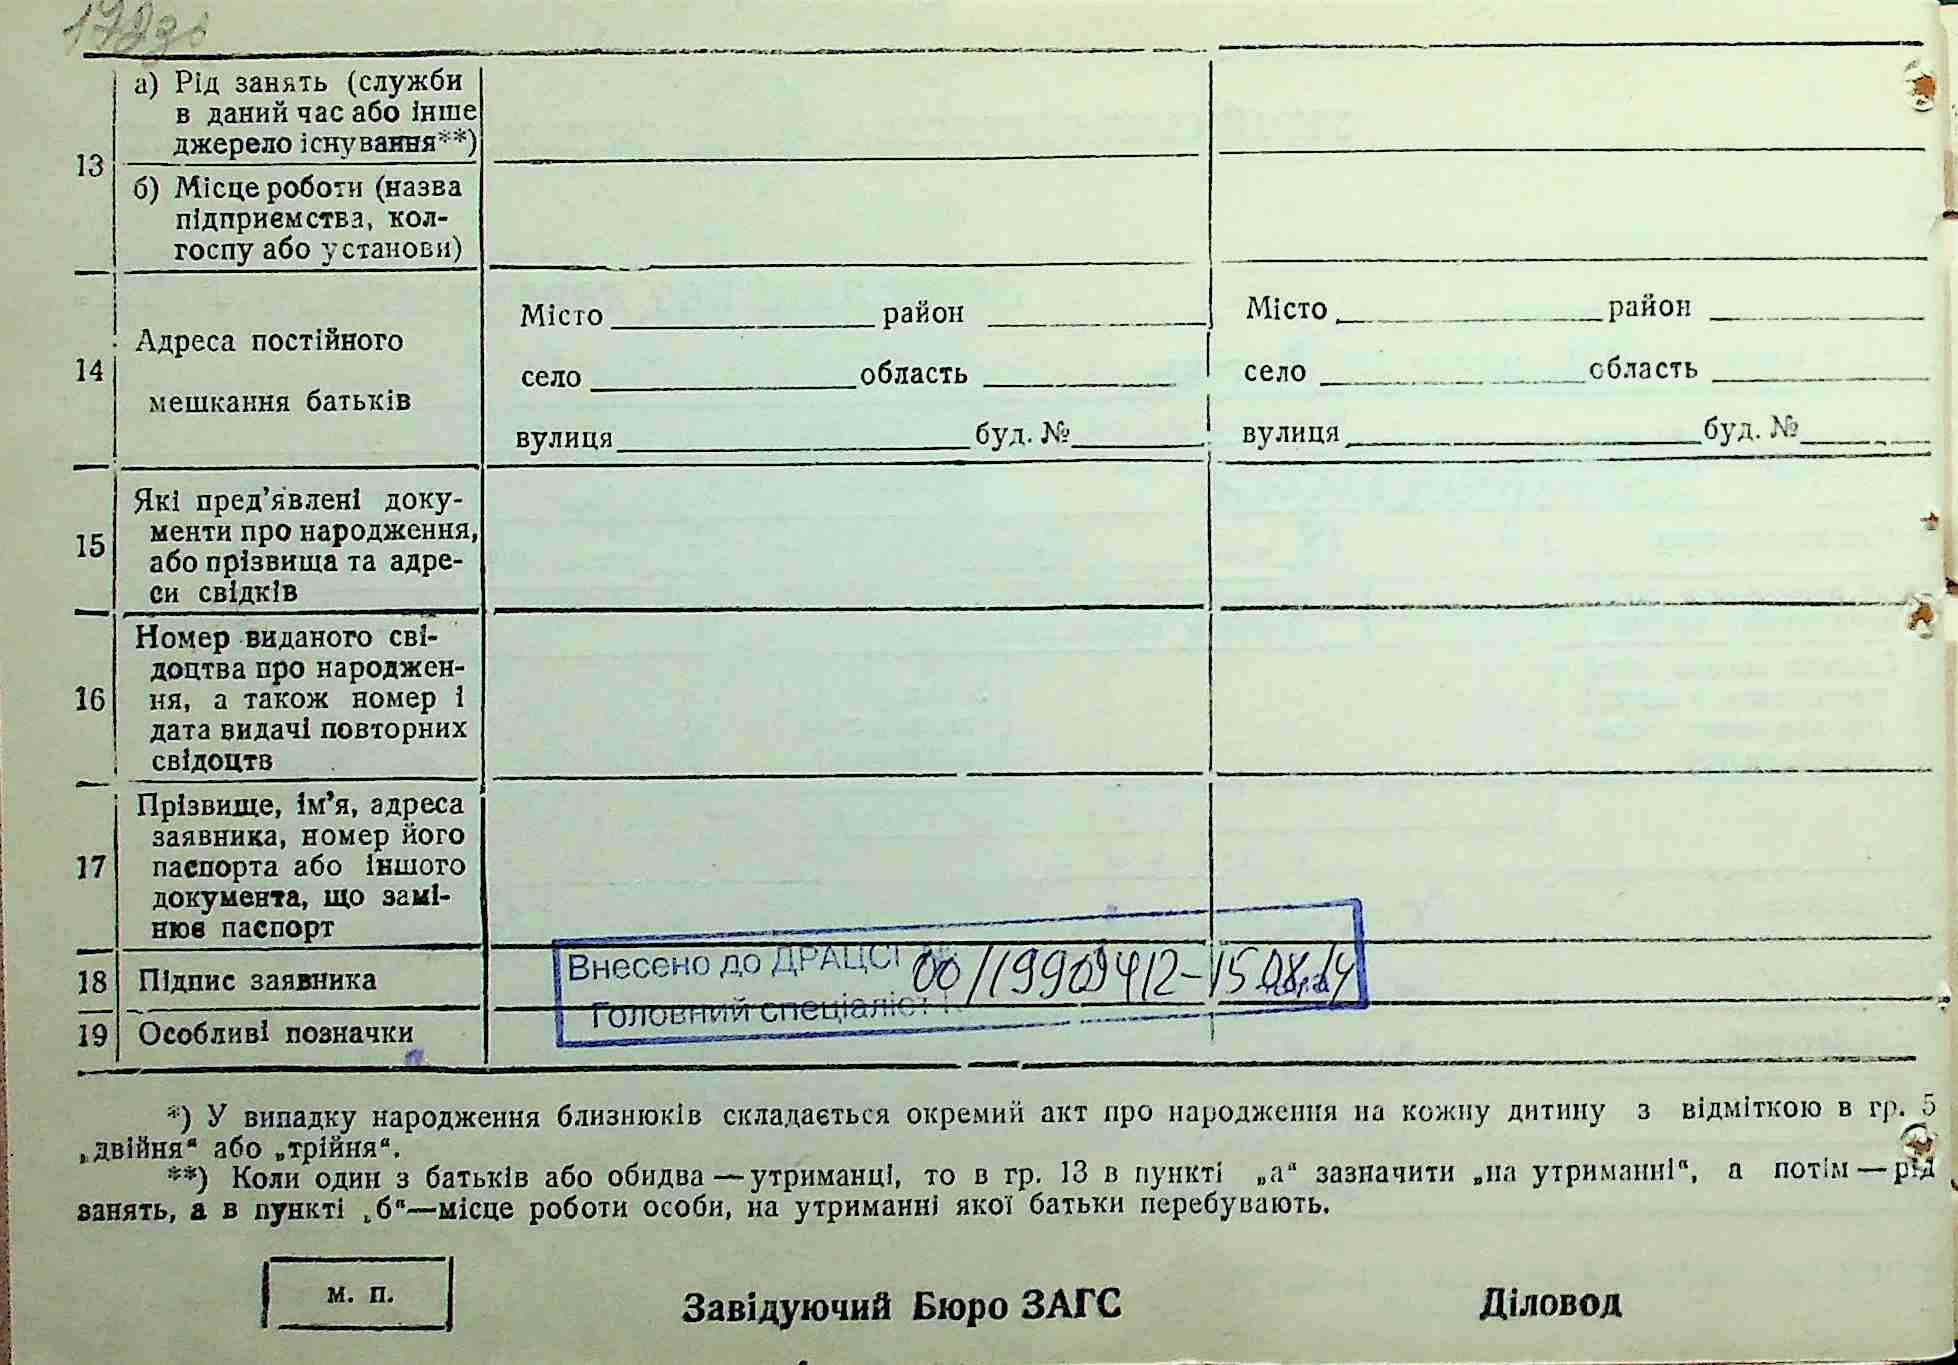 а) Рід занять (служби
в даний час або інше
джерело існування**)
13
б) Місце роботи (назва
підприємства, кол-
госпу або установи)
Місто район Місто район
Адреса постійного
14
село область село область
мешкання батьків
вулиця буд. № вулиця буд. №
Які пред’явлені доку-
менти про народження,
15
або прізвища та адре-
си свідків
Номер виданого сві-
доцтва про народжен-
16 ня, а також номер і
дата видачі повторних
свідоцтв
Прізвище, ім’я, адреса
заявника, номер його
17 паспорта або іншого
документа, що замі-
нює паспорт
18 Підпис заявника
Внесено до ДРАЦСГ № 00119909412-15.08.14
Головний спеціаліст
19 Особливі позначки
*) У випадку народження близнюків складається окремий акт про народження на кожну дитину з відміткою в гр. 5
„двійня“ або „трійня“.
**) Коли один з батьків або обидва — утриманці, то в гр. 13 в пункті „а“ зазначити „на утриманні“, а потім — рід
занять, а в пункті „б“—місце роботи особи, на утриманні якої батьки перебувають.
м. п.
Завідуючий Бюро ЗАГС Діловод